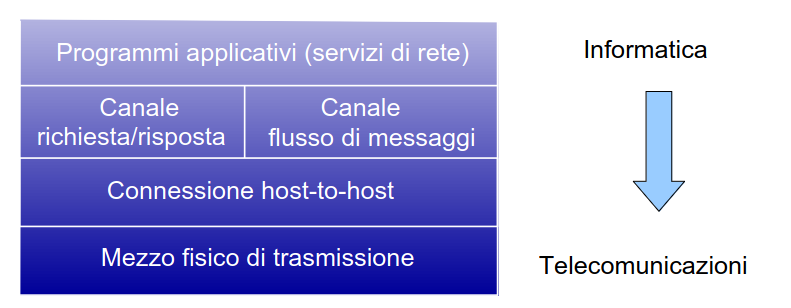 Programmi applicativi (servizi di rete)
Informatica
Canale
richiesta/risposta
Canale
flusso di messaggi
Connessione host-to-host
Mezzo fisico di trasmissione
Telecomunicazioni